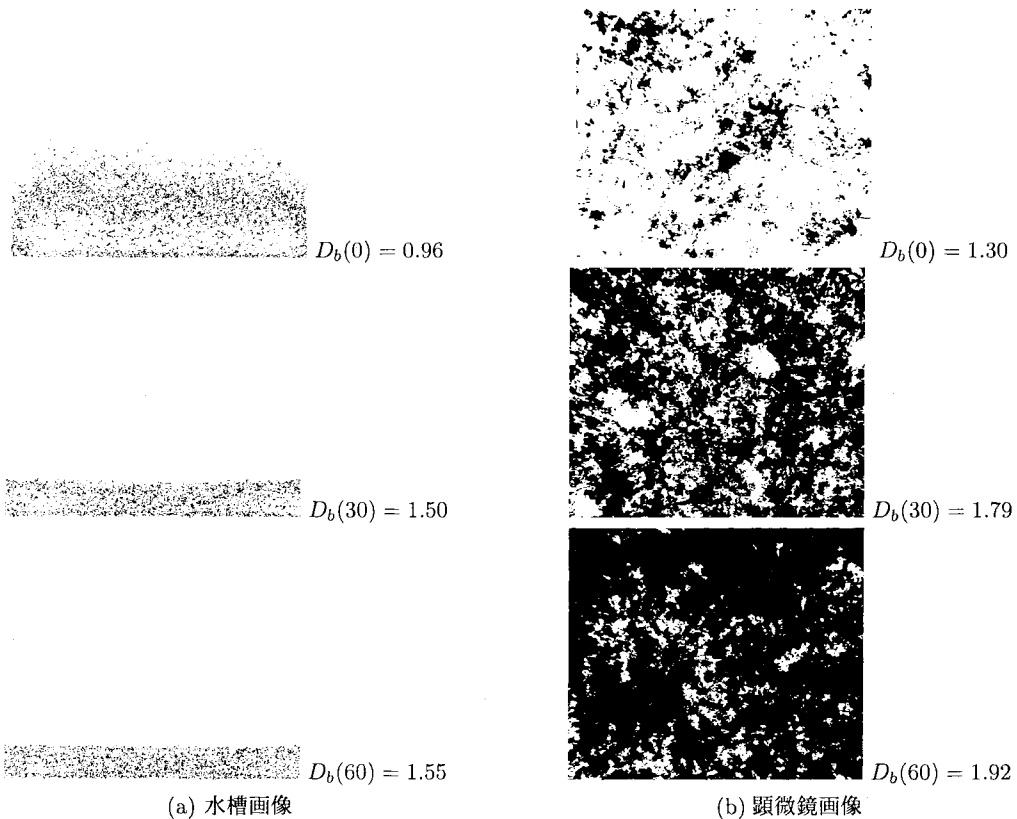 $D_b(0) = 0.96$
$D_b(0) = 1.30$
$D_b(30) = 1.50$
$D_b(30) = 1.79$
$D_b(60) = 1.55$
$D_b(60) = 1.92$
(a) 水槽画像
(b) 顕微鏡画像